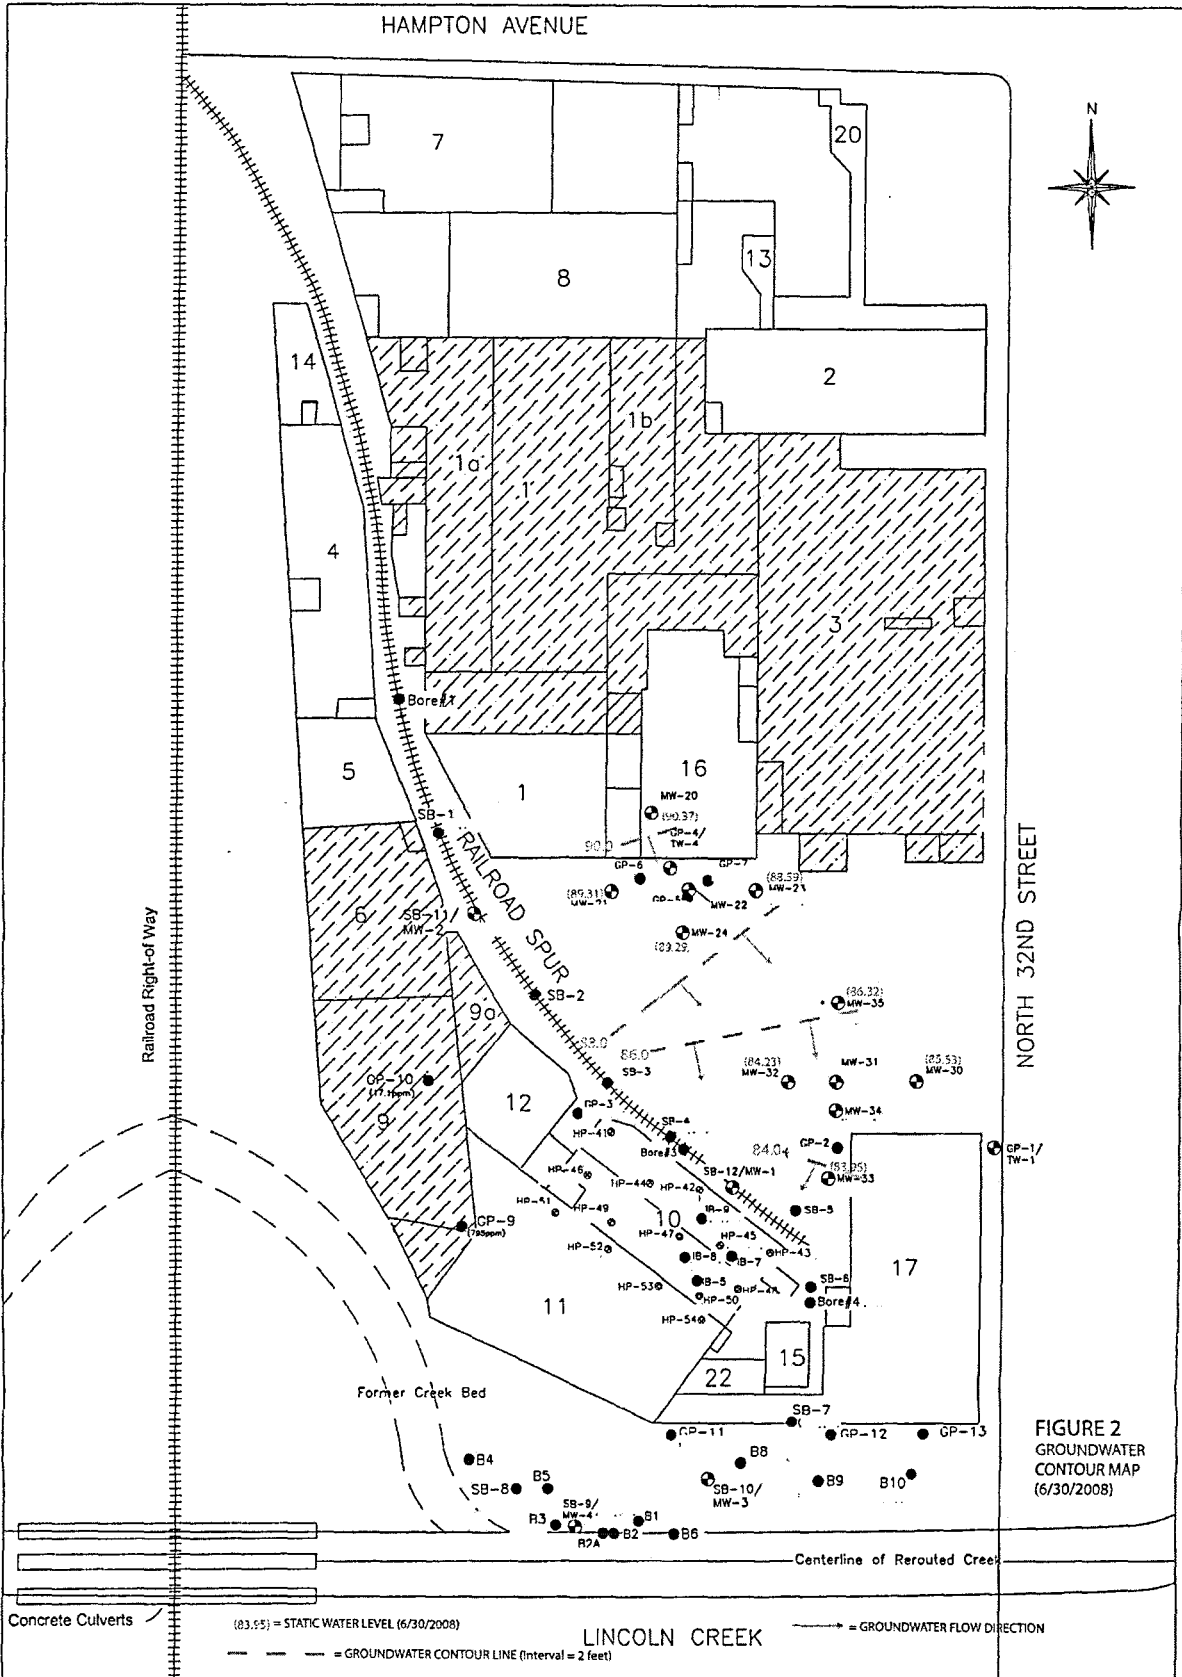 HAMPTON AVENUE
N
7
20
8
13
14
2
1b
1a
1
4
3
Bore#1
5
1
16
MW-20
(90.37)
SB-1
GP-4/
TW-4
90.0
RAILROAD SPUR
GP-6
GP-7
(89.31)
(88.59)
GP-5
MW-22
6
SB-11/
MW-2
MW-24
NORTH 32ND STREET
Railroad Right-of Way
SB-2
(86.32)
MW-35
9a
86.0
SB-3
(84.23)
MW-32
MW-31
(85.53)
MW-30
GP-10
12
GP-3
MW-34
9
HP-41
Bore#3
84.0
GP-2
GP-1/
TW-1
HP-46
HP-44
HP-42
SB-12/MW-1
(83.95)
MW-33
HP-51
HP-49
10
SB-5
GP-9
(795ppm)
HP-52
HP-47
HP-45
HP-43
IB-8
IB-7
17
HP-53
IB-5
HP-50
SB-6
Bore#4
11
HP-54
15
22
Former Creek Bed
SB-7
GP-11
GP-12
GP-13
FIGURE 2
GROUNDWATER
CONTOUR MAP
(6/30/2008)
B4
B8
SB-8
B5
SB-10/
MW-3
B9
B10
SB-9/
MW-4
B3
B1
B2A
B2
B6
Centerline of Rerouted Creek
Concrete Culverts
(83.95) = STATIC WATER LEVEL (6/30/2008)
LINCOLN CREEK
= GROUNDWATER FLOW DIRECTION
= GROUNDWATER CONTOUR LINE (Interval = 2 feet)